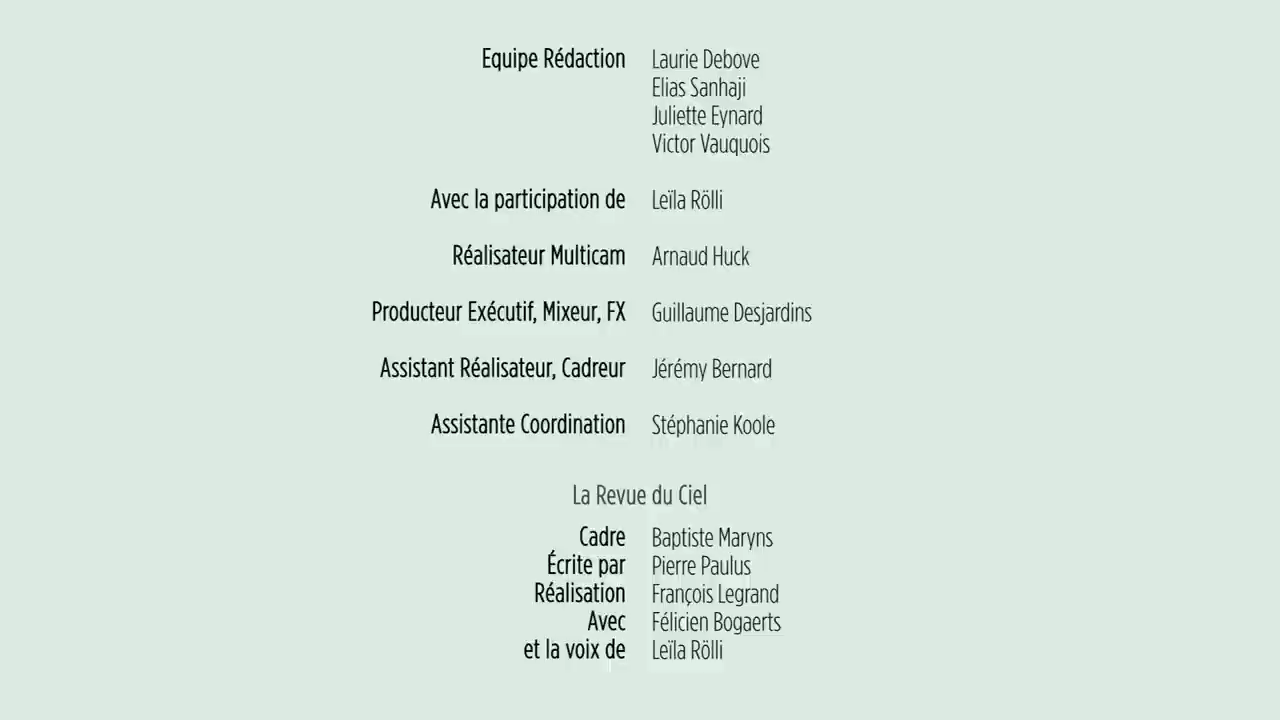 Equipe Rédaction Laurie Debove
Elias Sanhaji
Juliette Eynard
Victor Vauquois
Avec la participation de Leïla Rölli
Réalisateur Multicam Arnaud Huck
Producteur Exécutif, Mixeur, FX Guillaume Desjardins
Assistant Réalisateur, Cadreur Jérémy Bernard
Assistante Coordination Stéphanie Koole
La Revue du Ciel
Cadre Baptiste Maryns
Écrite par Pierre Paulus
Réalisation François Legrand
Avec Félicien Bogaerts
et la voix de Leïla Rölli